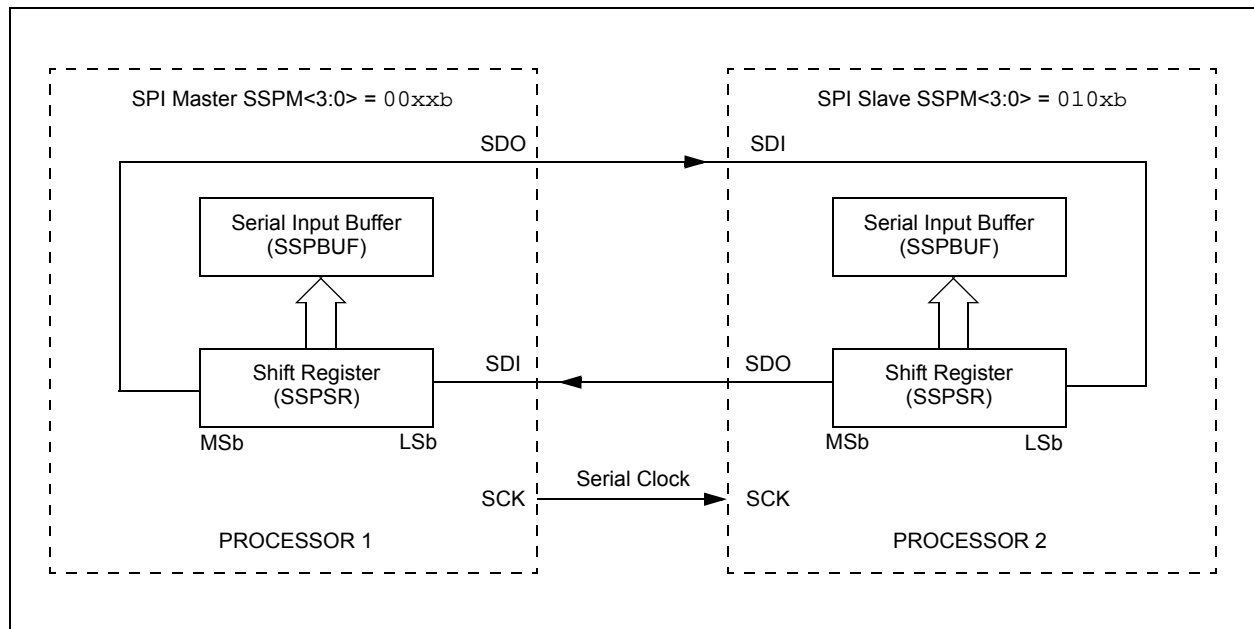 SPI Master SSPM<3:0> = 00xxb
SPI Slave SSPM<3:0> = 010xb
SDO
SDI
Serial Input Buffer
(SSPBUF)
Serial Input Buffer
(SSPBUF)
Shift Register
(SSPSR)
SDI
SDO
Shift Register
(SSPSR)
MSb
LSb
MSb
LSb
Serial Clock
SCK
SCK
PROCESSOR 1
PROCESSOR 2